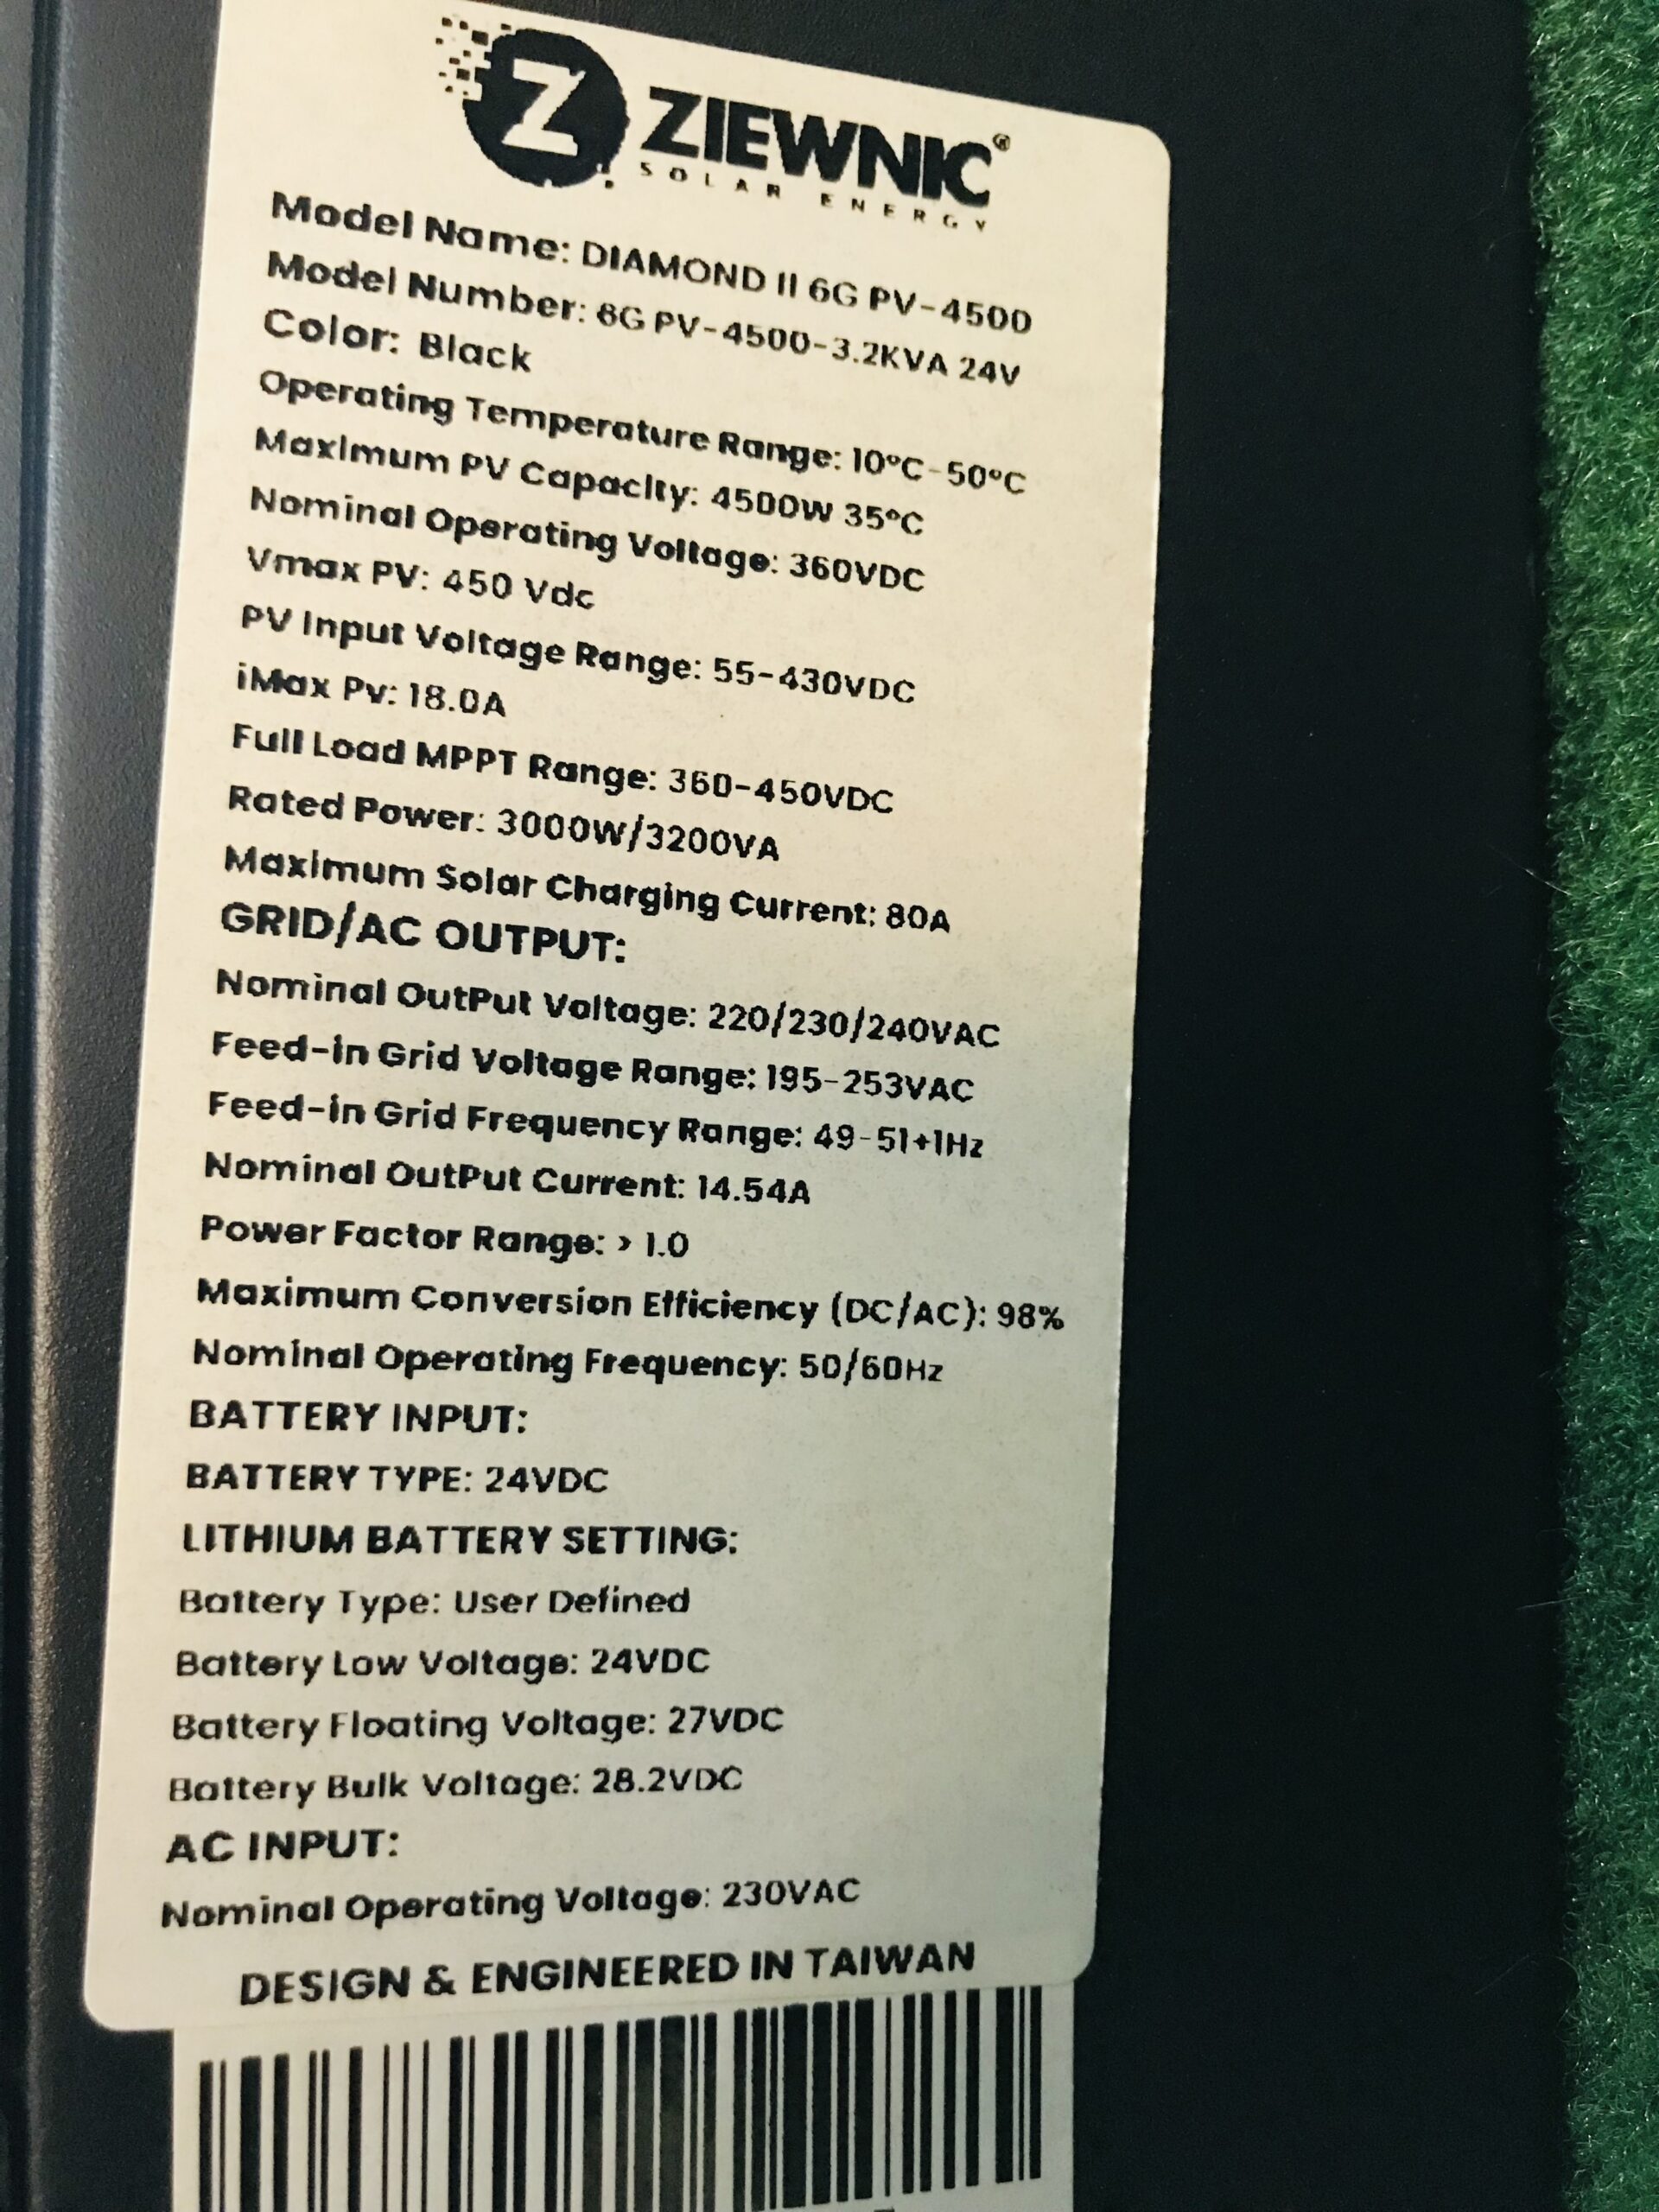 Z ZIEWNIC®
SOLAR ENERGY
Model Name: DIAMOND II 6G PV-4500
Model Number: 6G PV-4500-3.2KVA 24V
Color: Black
Operating Temperature Range: 10°C-50°C
Maximum PV Capacity: 4500W 35°C
Nominal Operating Voltage: 360VDC
Vmax PV: 450 Vdc
PV Input Voltage Range: 55-430VDC
iMax Pv: 18.0A
Full Load MPPT Range: 360-450VDC
Rated Power: 3000W/3200VA
Maximum Solar Charging Current: 80A
GRID/AC OUTPUT:
Nominal OutPut Voltage: 220/230/240VAC
Feed-in Grid Voltage Range: 195-253VAC
Feed-in Grid Frequency Range: 49-51+1Hz
Nominal OutPut Current: 14.54A
Power Factor Range: > 1.0
Maximum Conversion Efficiency (DC/AC): 98%
Nominal Operating Frequency: 50/60Hz
BATTERY INPUT:
BATTERY TYPE: 24VDC
LITHIUM BATTERY SETTING:
Battery Type: User Defined
Battery Low Voltage: 24VDC
Battery Floating Voltage: 27VDC
Battery Bulk Voltage: 28.2VDC
AC INPUT:
Nominal Operating Voltage: 230VAC
DESIGN & ENGINEERED IN TAIWAN